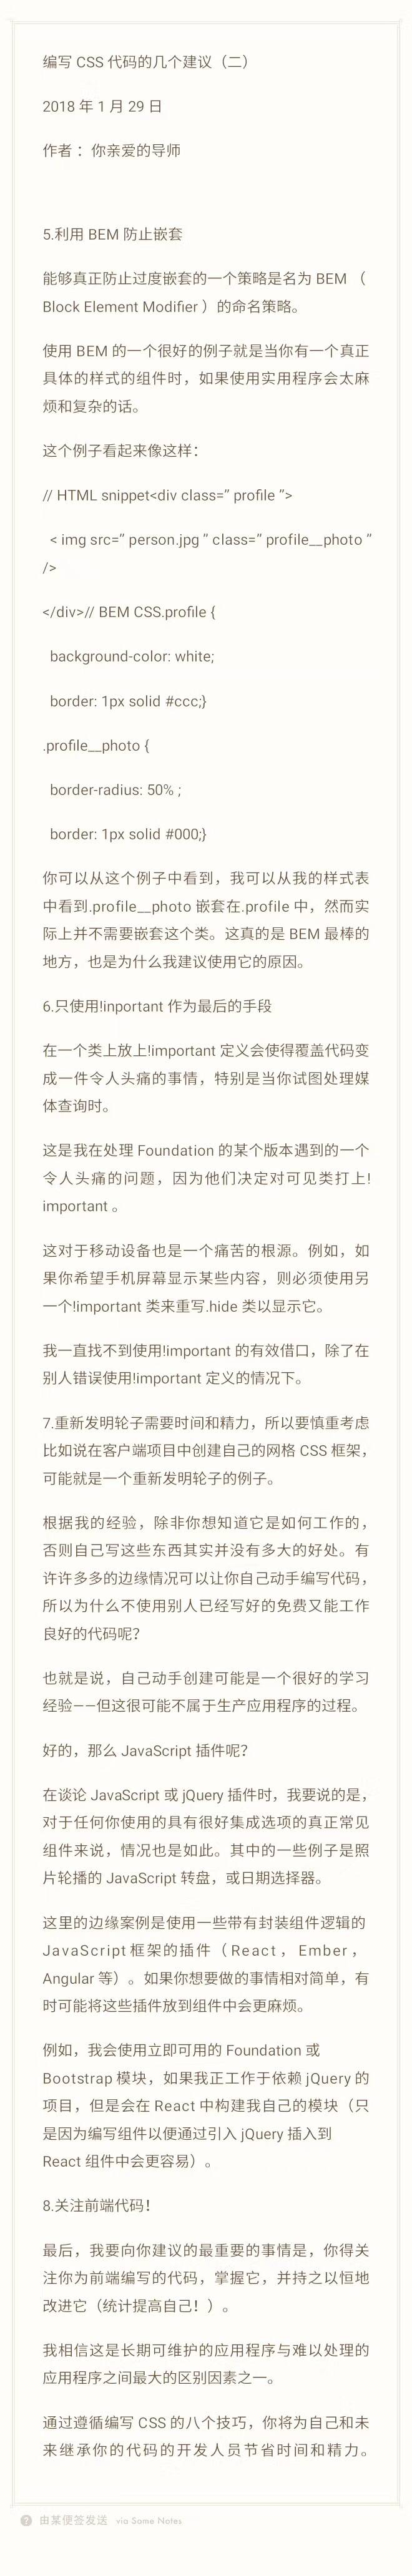 编写 CSS 代码的几个建议（二）
2018 年 1 月 29 日
作者 ：你亲爱的导师
5.利用 BEM 防止嵌套
能够真正防止过度嵌套的一个策略是名为 BEM （
Block Element Modifier ）的命名策略。
使用 BEM 的一个很好的例子就是当你有一个真正
具体的样式的组件时，如果使用实用程序会太麻
烦和复杂的话。
这个例子看起来像这样：
// HTML snippet<div class=” profile ”>
< img src=” person.jpg ” class=” profile__photo ”
/>
</div>// BEM CSS.profile {
background-color: white;
border: 1px solid #ccc;}
.profile__photo {
border-radius: 50% ;
border: 1px solid #000;}
你可以从这个例子中看到，我可以从我的样式表
中看到.profile__photo 嵌套在.profile 中，然而实
际上并不需要嵌套这个类。这真的是 BEM 最棒的
地方，也是为什么我建议使用它的原因。
6.只使用!inportant 作为最后的手段
在一个类上放上!important 定义会使得覆盖代码变
成一件令人头痛的事情，特别是当你试图处理媒
体查询时。
这是我在处理 Foundation 的某个版本遇到的一个
令人头痛的问题，因为他们决定对可见类打上!
important 。
这对于移动设备也是一个痛苦的根源。例如，如
果你希望手机屏幕显示某些内容，则必须使用另
一个!important 类来重写.hide 类以显示它。
我一直找不到使用!important 的有效借口，除了在
别人错误使用!important 定义的情况下。
7.重新发明轮子需要时间和精力，所以要慎重考虑
比如说在客户端项目中创建自己的网格 CSS 框架，
可能就是一个重新发明轮子的例子。
根据我的经验，除非你想知道它是如何工作的，
否则自己写这些东西其实并没有多大的好处。有
许许多多的边缘情况可以让你自己动手编写代码，
所以为什么不使用别人已经写好的免费又能工作
良好的代码呢？
也就是说，自己动手创建可能是一个很好的学习
经验——但这很可能不属于生产应用程序的过程。
好的，那么 JavaScript 插件呢？
在谈论 JavaScript 或 jQuery 插件时，我要说的是，
对于任何你使用的具有很好集成选项的真正常见
组件来说，情况也是如此。其中的一些例子是照
片轮播的 JavaScript 转盘，或日期选择器。
这里的边缘案例是使用一些带有封装组件逻辑的
JavaScript 框架的插件（React，Ember，
Angular 等）。如果你想要做的事情相对简单，有
时可能将这些插件放到组件中会更麻烦。
例如，我会使用立即可用的 Foundation 或
Bootstrap 模块，如果我正工作于依赖 jQuery 的
项目，但是会在 React 中构建我自己的模块（只
是因为编写组件以便通过引入 jQuery 插入到
React 组件中会更容易）。
8.关注前端代码！
最后，我要向你建议的最重要的事情是，你得关
注你为前端编写的代码，掌握它，并持之以恒地
改进它（统计提高自己！）。
我相信这是长期可维护的应用程序与难以处理的
应用程序之间最大的区别因素之一。
通过遵循编写 CSS 的八个技巧，你将为自己和未
来继承你的代码的开发人员节省时间和精力。
由某便签发送 via Some Notes